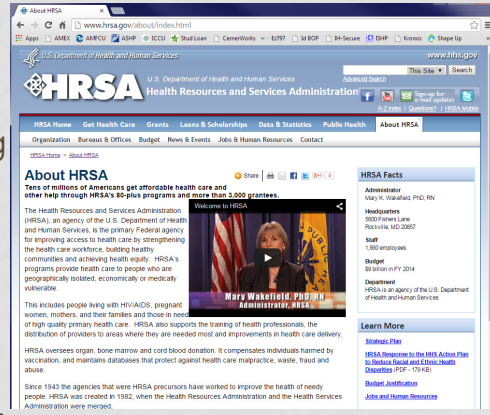 About HRSA
www.hrsa.gov/about/index.html
Apps AMEX AMFCU ASHP ICCU Stud Loan CernerWorks Ez797 3d BOP IH-Secure ISHP Kronos Shape Up
U.S. Department of Health and Human Services
www.hhs.gov
This Site Search
HRSA
U.S. Department of Health and Human Services
Health Resources and Services Administration
Advanced Search
Sign-up for e-mail updates
A-Z Index | Questions? | HRSA Mobile
HRSA Home Get Health Care Grants Loans & Scholarships Data & Statistics Public Health About HRSA
Organization Bureaus & Offices Budget News & Events Jobs & Human Resources Contact
HRSA Home > About HRSA
About HRSA
Share
Tens of millions of Americans get affordable health care and
other help through HRSA's 80-plus programs and more than 3,000 grantees.
The Health Resources and Services Administration
(HRSA), an agency of the U.S. Department of Health
and Human Services, is the primary Federal agency
for improving access to health care by strengthening
the health care workforce, building healthy
communities and achieving health equity. HRSA's
programs provide health care to people who are
geographically isolated, economically or medically
vulnerable.
Welcome to HRSA
Mary Wakefield, PhD, RN
Administrator, HRSA
This includes people living with HIV/AIDS, pregnant
women, mothers, and their families and those in need
of high quality primary health care. HRSA also supports the training of health professionals, the
distribution of providers to areas where they are needed most and improvements in health care delivery.
HRSA oversees organ, bone marrow and cord blood donation. It compensates individuals harmed by
vaccination, and maintains databases that protect against health care malpractice, waste, fraud and
abuse.
Since 1943 the agencies that were HRSA precursors have worked to improve the health of needy
people. HRSA was created in 1982, when the Health Resources Administration and the Health Services
Administration were merged.
HRSA Facts
Administrator
Mary K. Wakefield, PhD, RN
Headquarters
5600 Fishers Lane
Rockville, MD 20857
Staff
1,860 employees
Budget
$9 billion in FY 2014
Department
HRSA is an agency of the U.S. Department
of Health and Human Services
Learn More
Strategic Plan
HRSA Response to the HHS Action Plan
to Reduce Racial and Ethnic Health
Disparities (PDF - 179 KB)
Budget Justification
Jobs and Human Resources